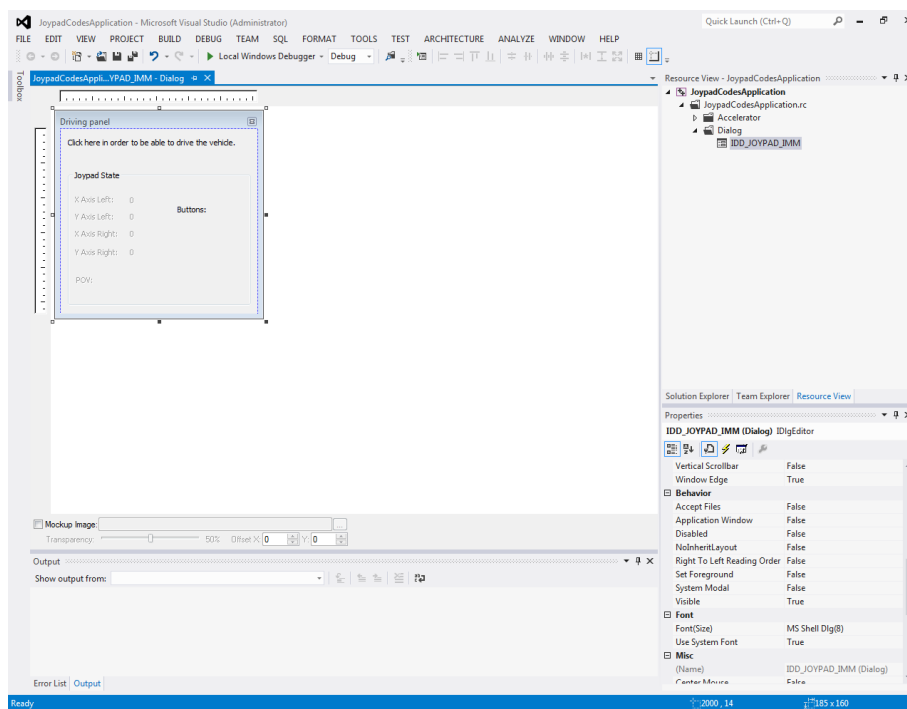 JoypadCodesApplication - Microsoft Visual Studio (Administrator)
Quick Launch (Ctrl+Q)
FILE EDIT VIEW PROJECT BUILD DEBUG TEAM SQL FORMAT TOOLS TEST ARCHITECTURE ANALYZE WINDOW HELP
Local Windows Debugger Debug
Toolbox
JoypadCodesAppli...YPAD_IMM - Dialog
Driving panel
Click here in order to be able to drive the vehicle.
Joypad State
X Axis Left: 0
Buttons:
Y Axis Left: 0
X Axis Right: 0
Y Axis Right: 0
POV:
Mockup Image:
...
Transparency: 50% Offset X: 0 Y: 0
Output
Show output from:
Error List Output
Resource View - JoypadCodesApplication
JoypadCodesApplication
JoypadCodesApplication.rc
Accelerator
Dialog
IDD_JOYPAD_IMM
Solution Explorer Team Explorer Resource View
Properties
IDD_JOYPAD_IMM (Dialog) IDlgEditor
Vertical Scrollbar False
Window Edge True
Behavior
Accept Files False
Application Window False
Disabled False
NoInheritLayout False
Right To Left Reading Order False
Set Foreground False
System Modal False
Visible True
Font
Font(Size) MS Shell Dlg(8)
Use System Font True
Misc
(Name) IDD_JOYPAD_IMM (Dialog)
Center Mouse False
Ready
2000 , 14 185 x 160